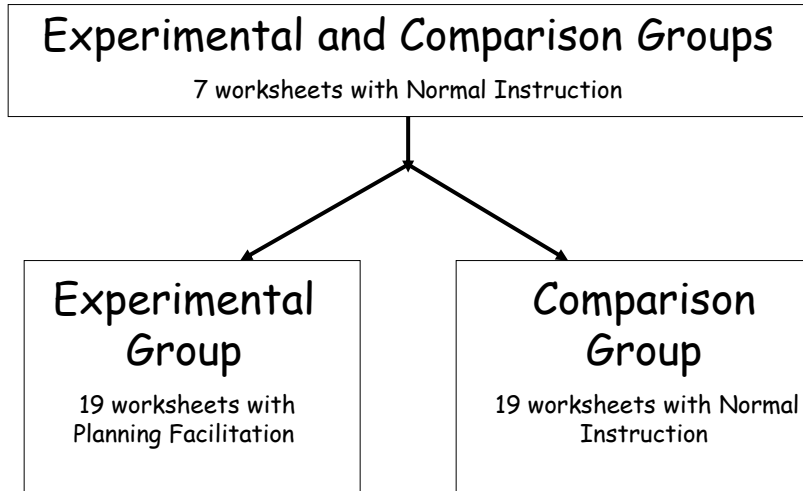 Experimental and Comparison Groups
7 worksheets with Normal Instruction
Experimental
Group
19 worksheets with
Planning Facilitation
Comparison
Group
19 worksheets with Normal
Instruction